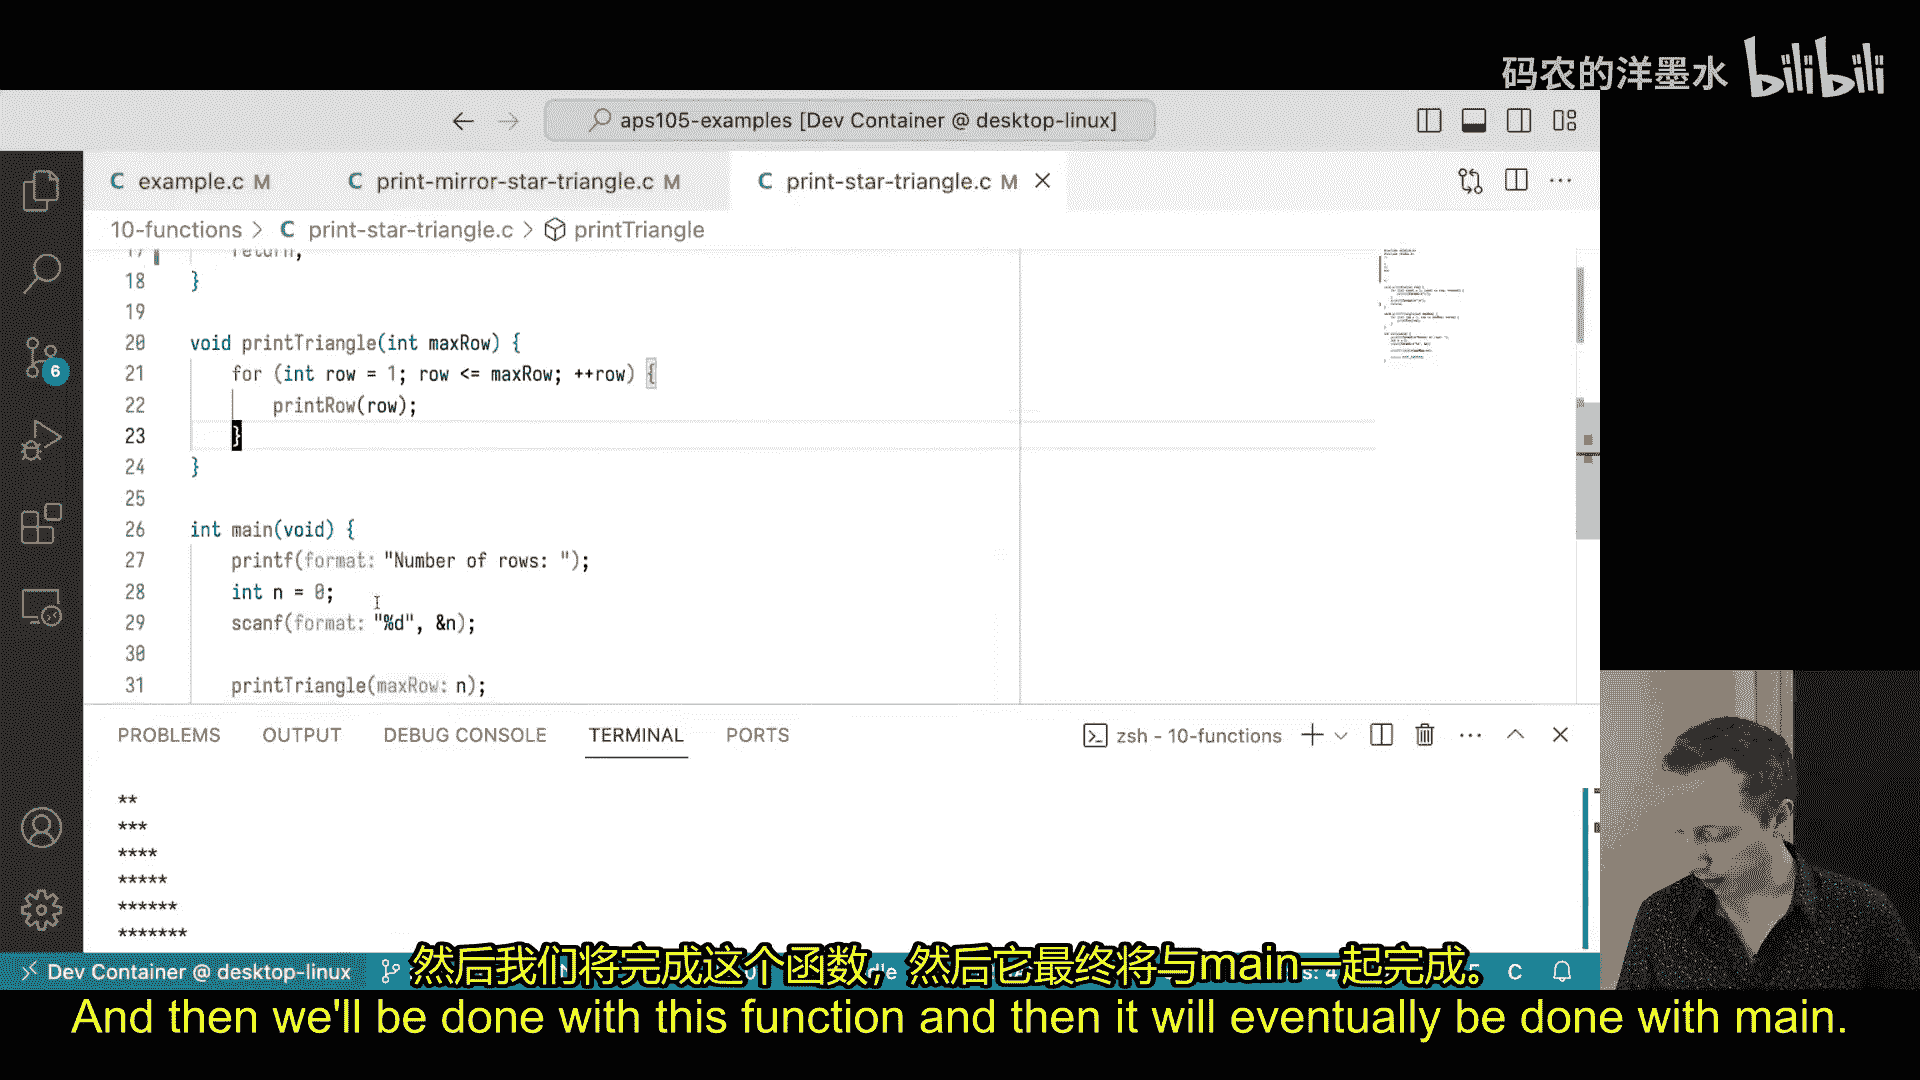 码农的洋墨水 bilibili
aps105-examples [Dev Container @ desktop-linux]
example.c M
print-mirror-star-triangle.c M
print-star-triangle.c M
10-functions > print-star-triangle.c > printTriangle
17 return;
18 }
19
20 void printTriangle(int maxRow) {
21 for (int row = 1; row <= maxRow; ++row) {
22 printRow(row);
23 }
24 }
25
26 int main(void) {
27 printf(format: "Number of rows: ");
28 int n = 0;
29 scanf(format: "%d", &n);
30
31 printTriangle(maxRow: n);
6
PROBLEMS OUTPUT DEBUG CONSOLE TERMINAL PORTS
zsh - 10-functions
**
***
****
*****
******
*******
Dev Container @ desktop-linux
C
然后我们将完成这个函数，然后它最终将与main一起完成。
And then we'll be done with this function and then it will eventually be done with main.